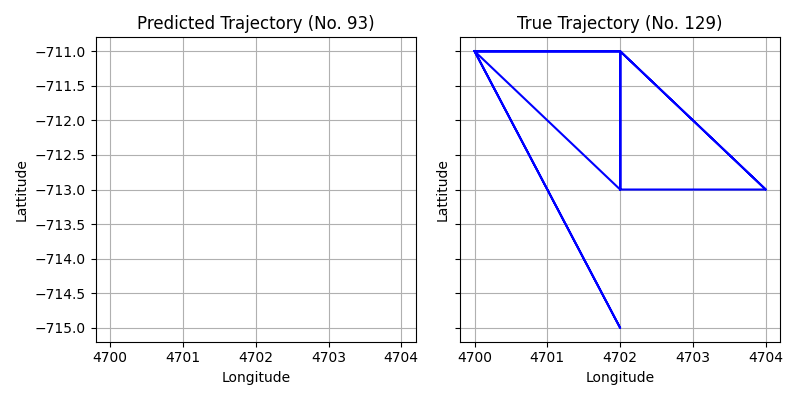 Predicted Trajectory (No. 93)
True Trajectory (No. 129)
−711.0
−711.5
−712.0
−712.5
−713.0
−713.5
−714.0
−714.5
−715.0
Lattitude
4700 4701 4702 4703 4704
Longitude
Lattitude
4700 4701 4702 4703 4704
Longitude